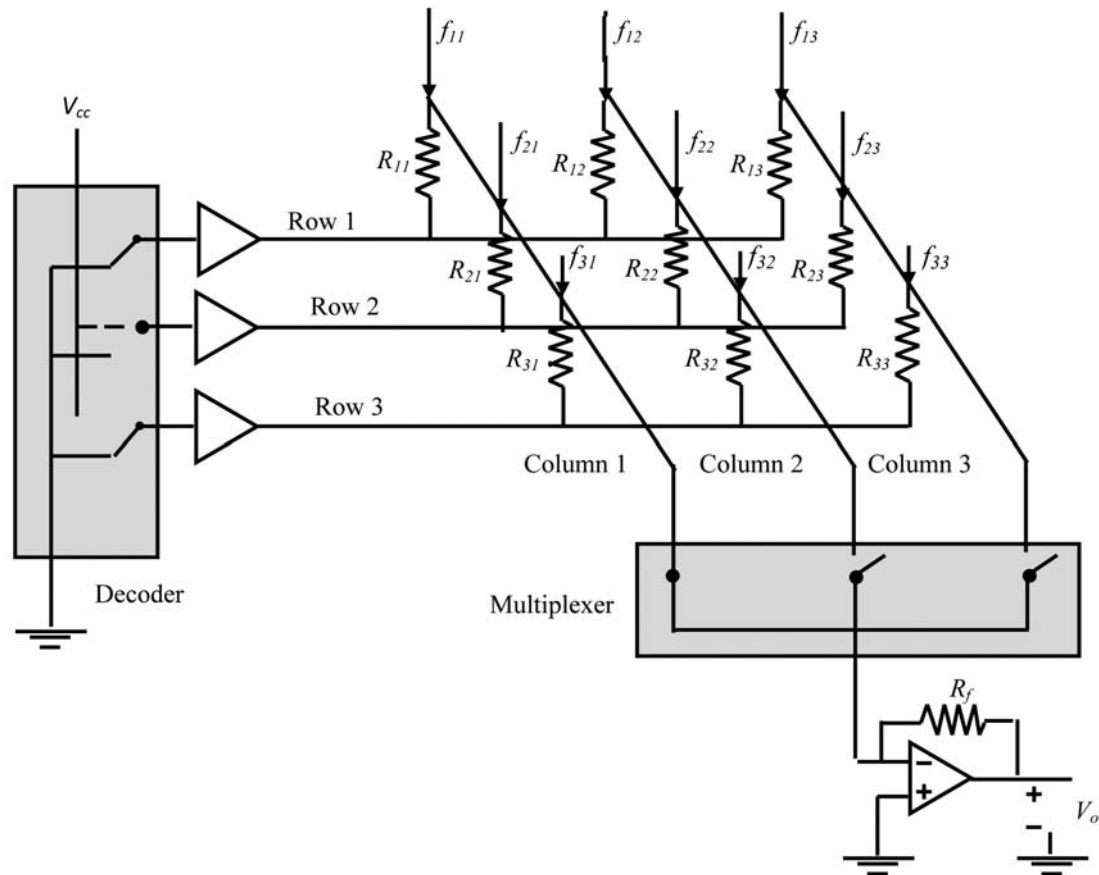 f11
f12
f13
Vcc
f21
f22
f23
R11
R12
R13
Row 1
f31
f32
f33
R21
R22
R23
Row 2
R31
R32
R33
Row 3
Column 1
Column 2
Column 3
Decoder
Multiplexer
Rf
−
+
+
−
Vo